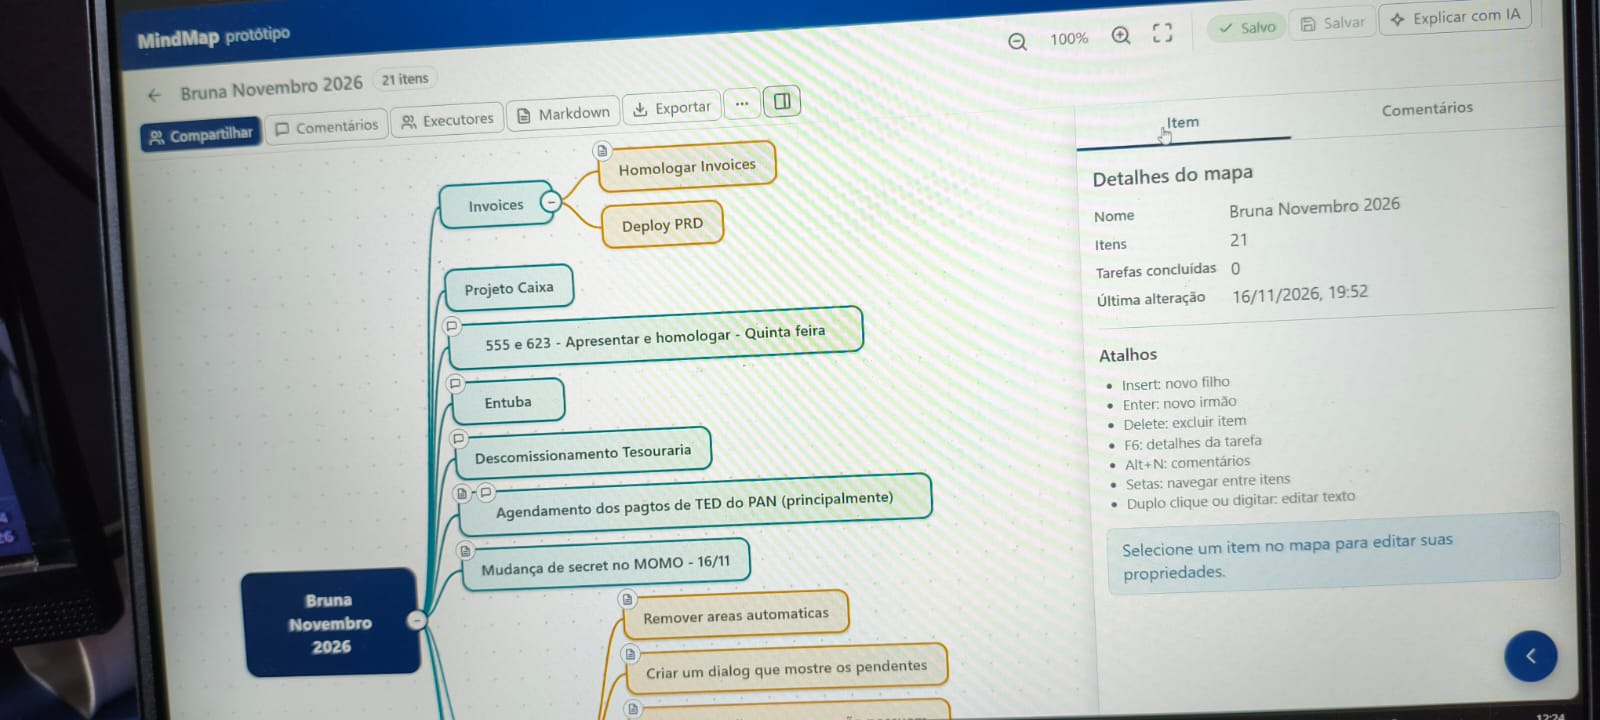 MindMap protótipo
100%
Salvo
Salvar
Explicar com IA
Bruna Novembro 2026
21 itens
Compartilhar
Comentários
Executores
Markdown
Exportar
...
Item
Comentários
Homologar Invoices
Invoices
Deploy PRD
Projeto Caixa
555 e 623 - Apresentar e homologar - Quinta feira
Entuba
Descomissionamento Tesouraria
Agendamento dos pagtos de TED do PAN (principalmente)
Mudança de secret no MOMO - 16/11
Bruna
Novembro
2026
Remover areas automaticas
Criar um dialog que mostre os pendentes
Detalhes do mapa
Nome Bruna Novembro 2026
Itens 21
Tarefas concluídas 0
Última alteração 16/11/2026, 19:52
Atalhos
• Insert: novo filho
• Enter: novo irmão
• Delete: excluir item
• F6: detalhes da tarefa
• Alt+N: comentários
• Setas: navegar entre itens
• Duplo clique ou digitar: editar texto
Selecione um item no mapa para editar suas
propriedades.
12:24